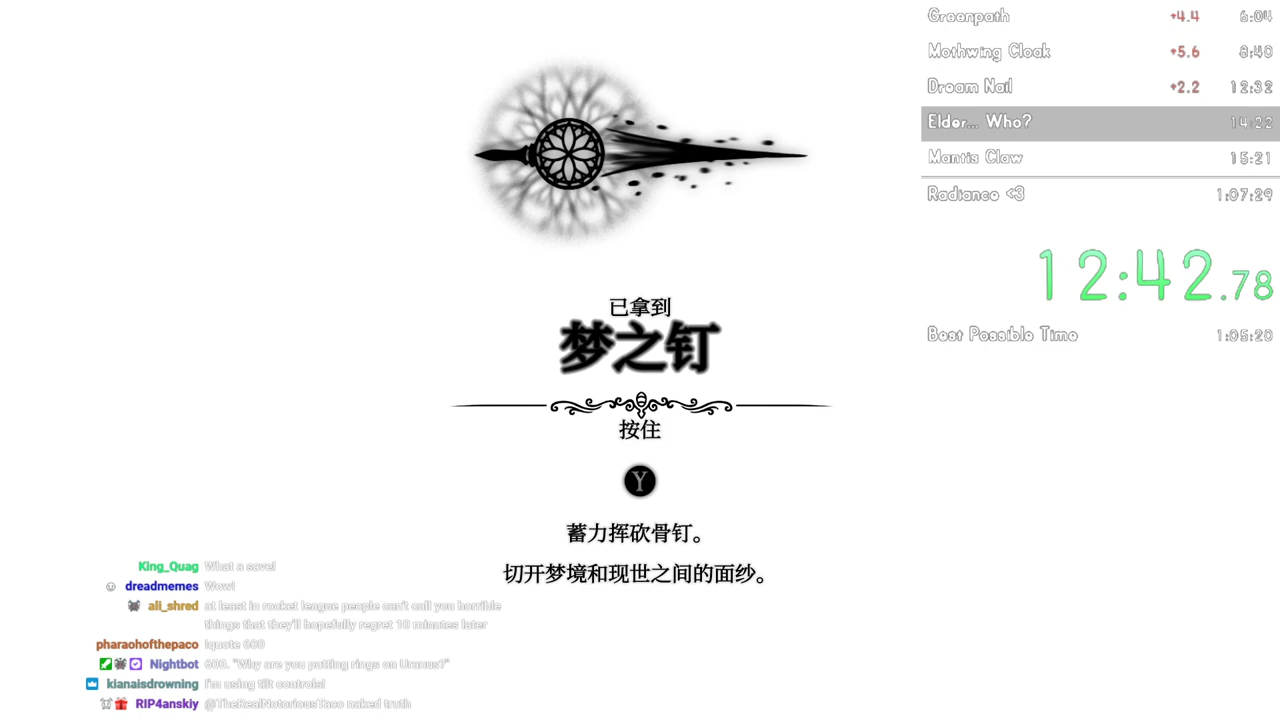 Greenpath +4.4 6:04
Mothwing Cloak +5.6 8:40
Dream Nail +2.2 12:32
Elder... Who? 14:22
Mantis Claw 15:21
Radiance <3 1:07:29
12:42.78
Best Possible Time 1:05:20
已拿到
梦之钉
按住
Y
蓄力挥砍骨钉。
切开梦境和现世之间的面纱。
King_Quag What a save!
dreadmemes Wow!
ali_shred at least in rocket league people can't call you horrible
things that they'll hopefully regret 10 minutes later
pharaohofthepaco !quote 600
Nightbot 600. "Why are you putting rings on Uranus?"
kianaisdrowning I'm using tilt controls!
RIP4anskiy @TheRealNotoriousTaco naked truth